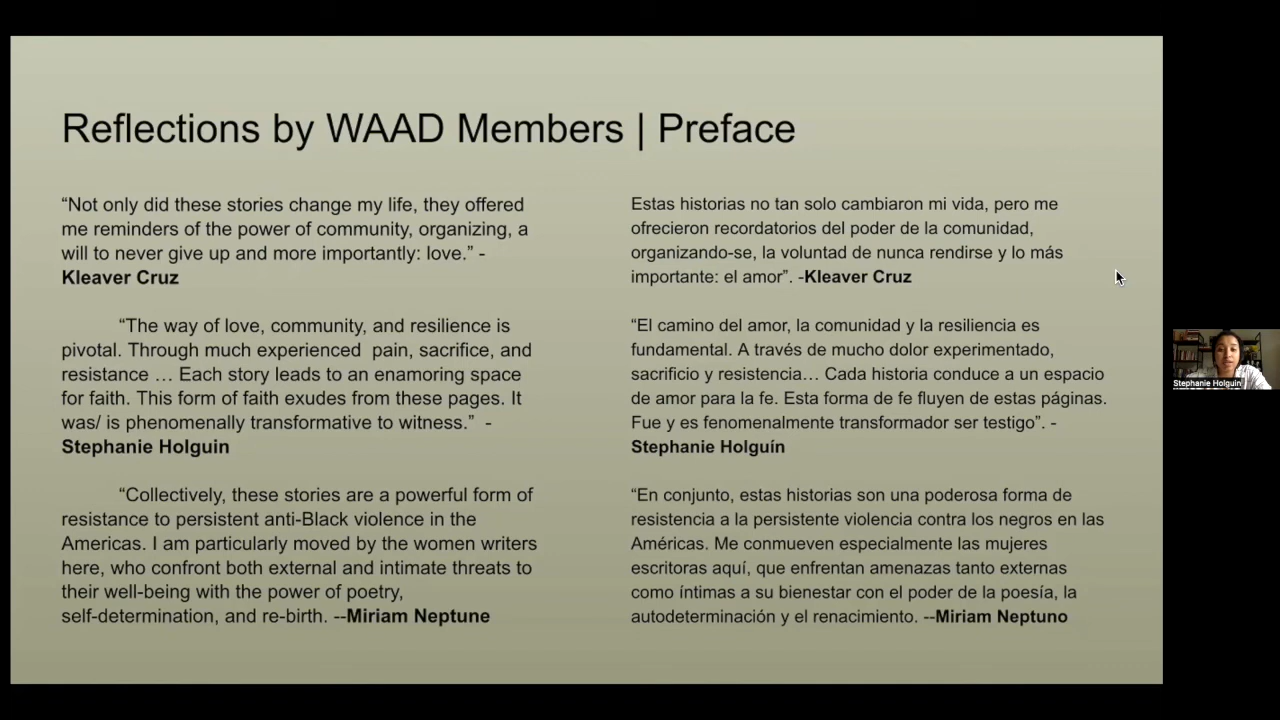 Reflections by WAAD Members | Preface
“Not only did these stories change my life, they offered
me reminders of the power of community, organizing, a
will to never give up and more importantly: love.” -
Kleaver Cruz
“The way of love, community, and resilience is
pivotal. Through much experienced pain, sacrifice, and
resistance … Each story leads to an enamoring space
for faith. This form of faith exudes from these pages. It
was/ is phenomenally transformative to witness.” -
Stephanie Holguin
“Collectively, these stories are a powerful form of
resistance to persistent anti-Black violence in the
Americas. I am particularly moved by the women writers
here, who confront both external and intimate threats to
their well-being with the power of poetry,
self-determination, and re-birth. --Miriam Neptune
Estas historias no tan solo cambiaron mi vida, pero me
ofrecieron recordatorios del poder de la comunidad,
organizando-se, la voluntad de nunca rendirse y lo más
importante: el amor”. -Kleaver Cruz
“El camino del amor, la comunidad y la resiliencia es
fundamental. A través de mucho dolor experimentado,
sacrificio y resistencia… Cada historia conduce a un espacio
de amor para la fe. Esta forma de fe fluyen de estas páginas.
Fue y es fenomenalmente transformador ser testigo”. -
Stephanie Holguín
“En conjunto, estas historias son una poderosa forma de
resistencia a la persistente violencia contra los negros en las
Américas. Me conmueven especialmente las mujeres
escritoras aquí, que enfrentan amenazas tanto externas
como íntimas a su bienestar con el poder de la poesía, la
autodeterminación y el renacimiento. --Miriam Neptuno
Stephanie Holguin